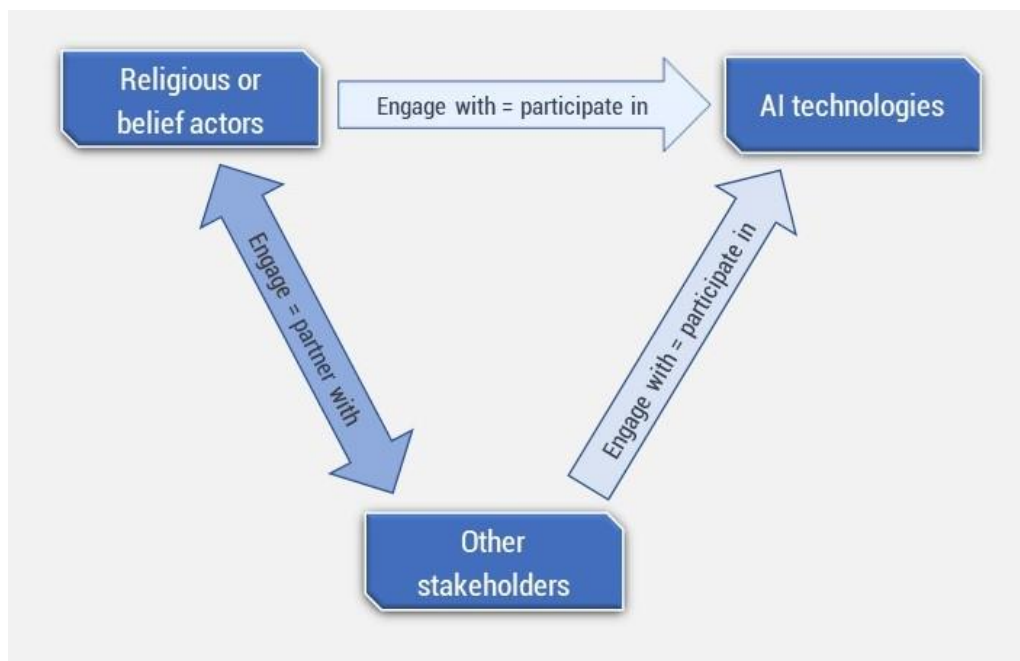 Religious or
belief actors
Engage with = participate in
AI technologies
Engage = partner with
Engage with = participate in
Other
stakeholders